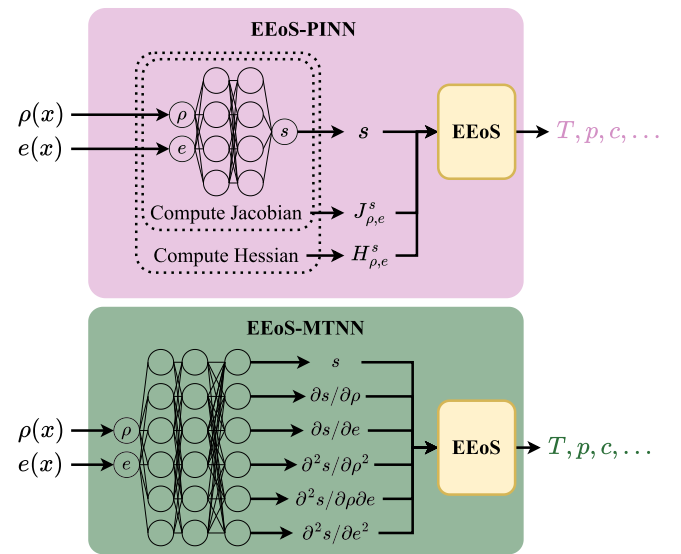 EEoS-PINN
ρ(x)
e(x)
ρ
e
s
s
EEoS
T, p, c, …
Compute Jacobian
J^s_{ρ,e}
Compute Hessian
H^s_{ρ,e}
EEoS-MTNN
ρ(x)
e(x)
ρ
e
s
∂s/∂ρ
∂s/∂e
∂²s/∂ρ²
∂²s/∂ρ∂e
∂²s/∂e²
EEoS
T, p, c, …